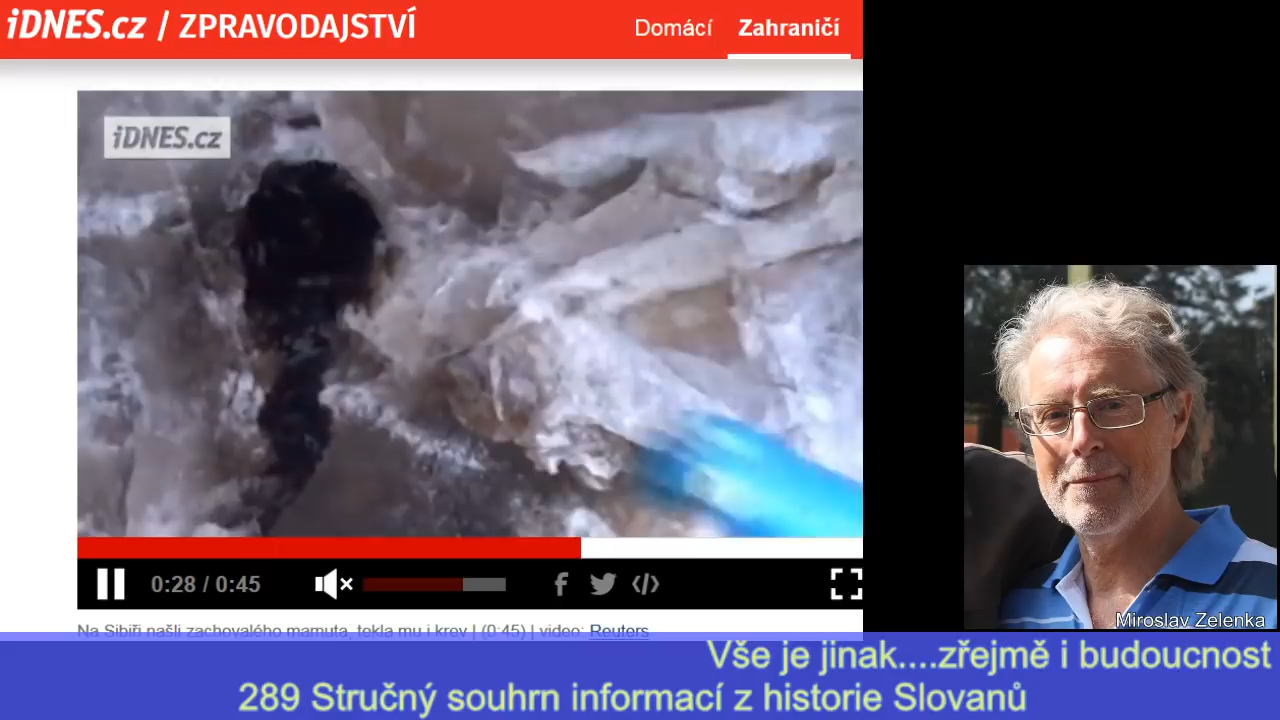 iDNES.cz / ZPRAVODAJSTVÍ
Domácí Zahraničí
iDNES.cz
0:28 / 0:45
Na Sibiři našli zachovalého mamuta, tekla mu i krev | (0:45) | video: Reuters
Miroslav Zelenka
Vše je jinak....zřejmě i budoucnost
289 Stručný souhrn informací z historie Slovanů